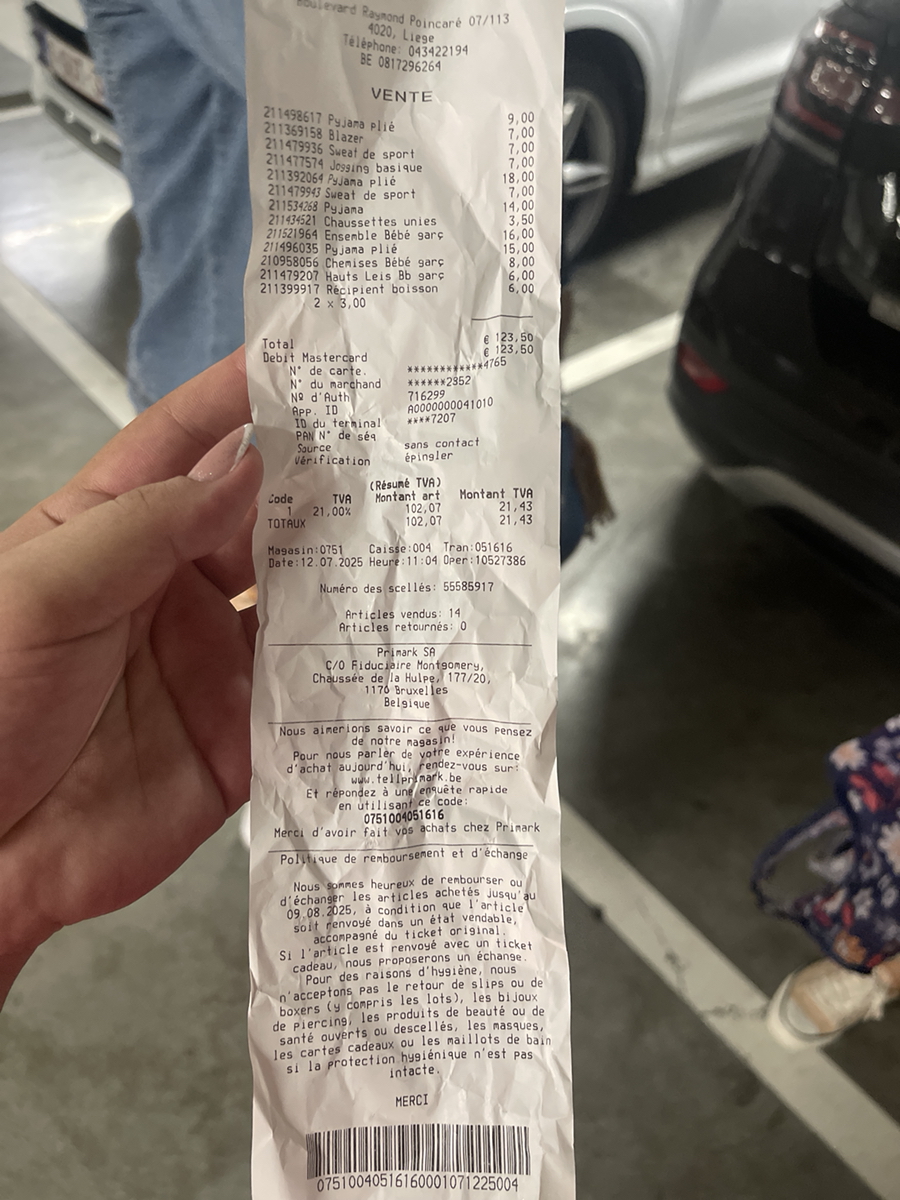 Boulevard Raymond Poincaré 07/113
4020, Liege
Téléphone: 043422194
BE 0817296264
VENTE
211498617 Pyjama plié 9,00
211369158 Blazer 7,00
211479936 Sweat de sport 7,00
211477574 Jogging basique 7,00
211392064 Pyjama plié 18,00
211479943 Sweat de sport 7,00
211534268 Pyjama 14,00
211434521 Chaussettes unies 3,50
211521964 Ensemble Bébé garç 16,00
211496035 Pyjama plié 15,00
210958056 Chemises Bébé garç 8,00
211479207 Hauts Leis Bb garç 6,00
211399917 Récipient boisson 6,00
2 x 3,00
Total € 123,50
Debit Mastercard € 123,50
N° de carte. ************4765
N° du marchand ******2852
Nº d'Auth 716299
App. ID A0000000041010
ID du terminal ****7207
PAN N° de séq
Source sans contact
Vérification épingler
(Résumé TVA)
Code TVA Montant art Montant TVA
1 21,00% 102,07 21,43
TOTAUX 102,07 21,43
Magasin:0751 Caisse:004 Tran:051616
Date:12.07.2025 Heure:11:04 Oper:10527386
Numéro des scellés: 55585917
Articles vendus: 14
Articles retournés: 0
Primark SA
C/O Fiduciaire Montgomery,
Chaussée de la Hulpe, 177/20,
1170 Bruxelles
Belgique
Nous aimerions savoir ce que vous pensez
de notre magasin!
Pour nous parler de votre expérience
d'achat aujourd'hui, rendez-vous sur:
www.tellprimark.be
Et répondez à une enquête rapide
en utilisant ce code:
0751004051616
Merci d'avoir fait vos achats chez Primark
Politique de remboursement et d'échange
Nous sommes heureux de rembourser ou
d'échanger les articles achetés jusqu'au
09.08.2025, à condition que l'article
soit renvoyé dans un état vendable,
accompagné du ticket original.
Si l'article est renvoyé avec un ticket
cadeau, nous proposerons un échange.
Pour des raisons d'hygiène, nous
n'acceptons pas le retour de slips ou de
boxers (y compris les lots), les bijoux
de piercing, les produits de beauté ou de
santé ouverts ou descellés, les masques,
les cartes cadeaux ou les maillots de bain
si la protection hygiénique n'est pas
intacte.
MERCI
07510040516160001071225004